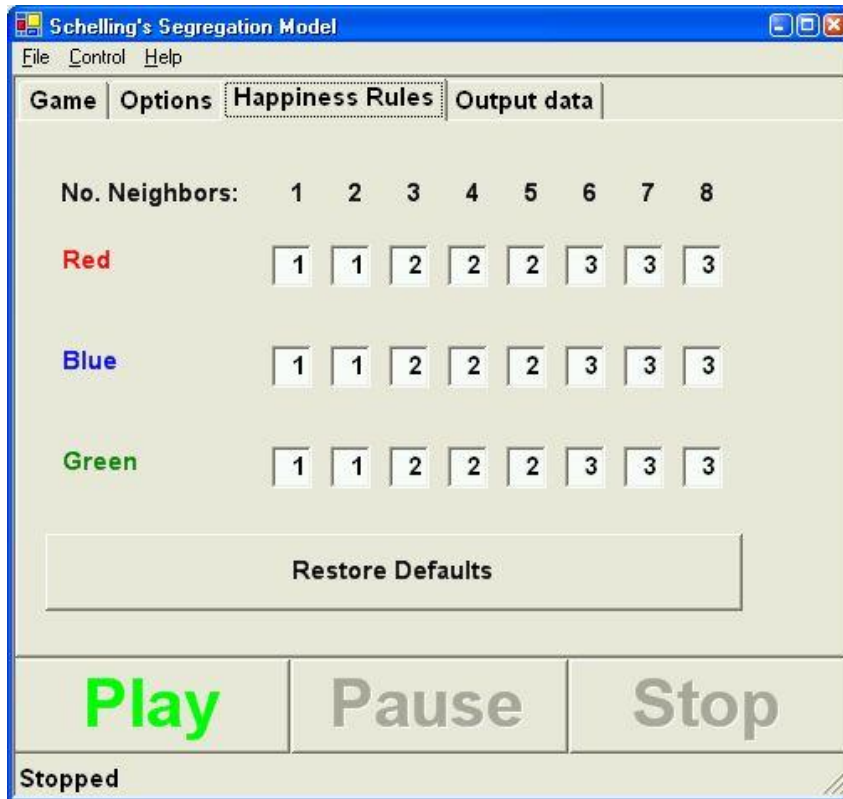 Schelling's Segregation Model
File Control Help
Game Options Happiness Rules Output data
No. Neighbors: 1 2 3 4 5 6 7 8
Red 1 1 2 2 2 3 3 3
Blue 1 1 2 2 2 3 3 3
Green 1 1 2 2 2 3 3 3
Restore Defaults
Play Pause Stop
Stopped